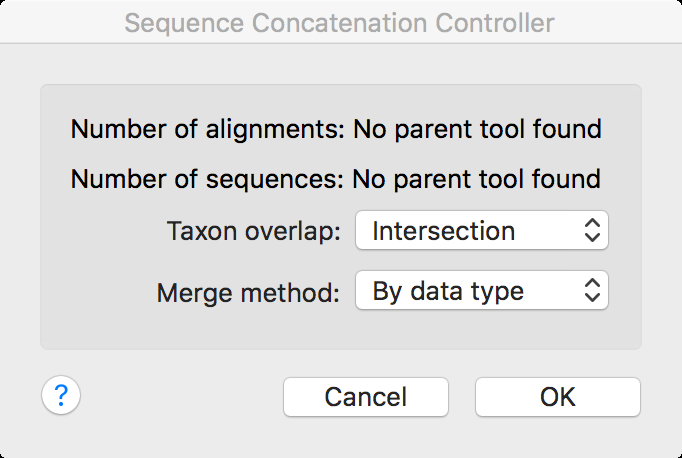 Sequence Concatenation Controller
Number of alignments: No parent tool found
Number of sequences: No parent tool found
Taxon overlap: Intersection
Merge method: By data type
? Cancel OK